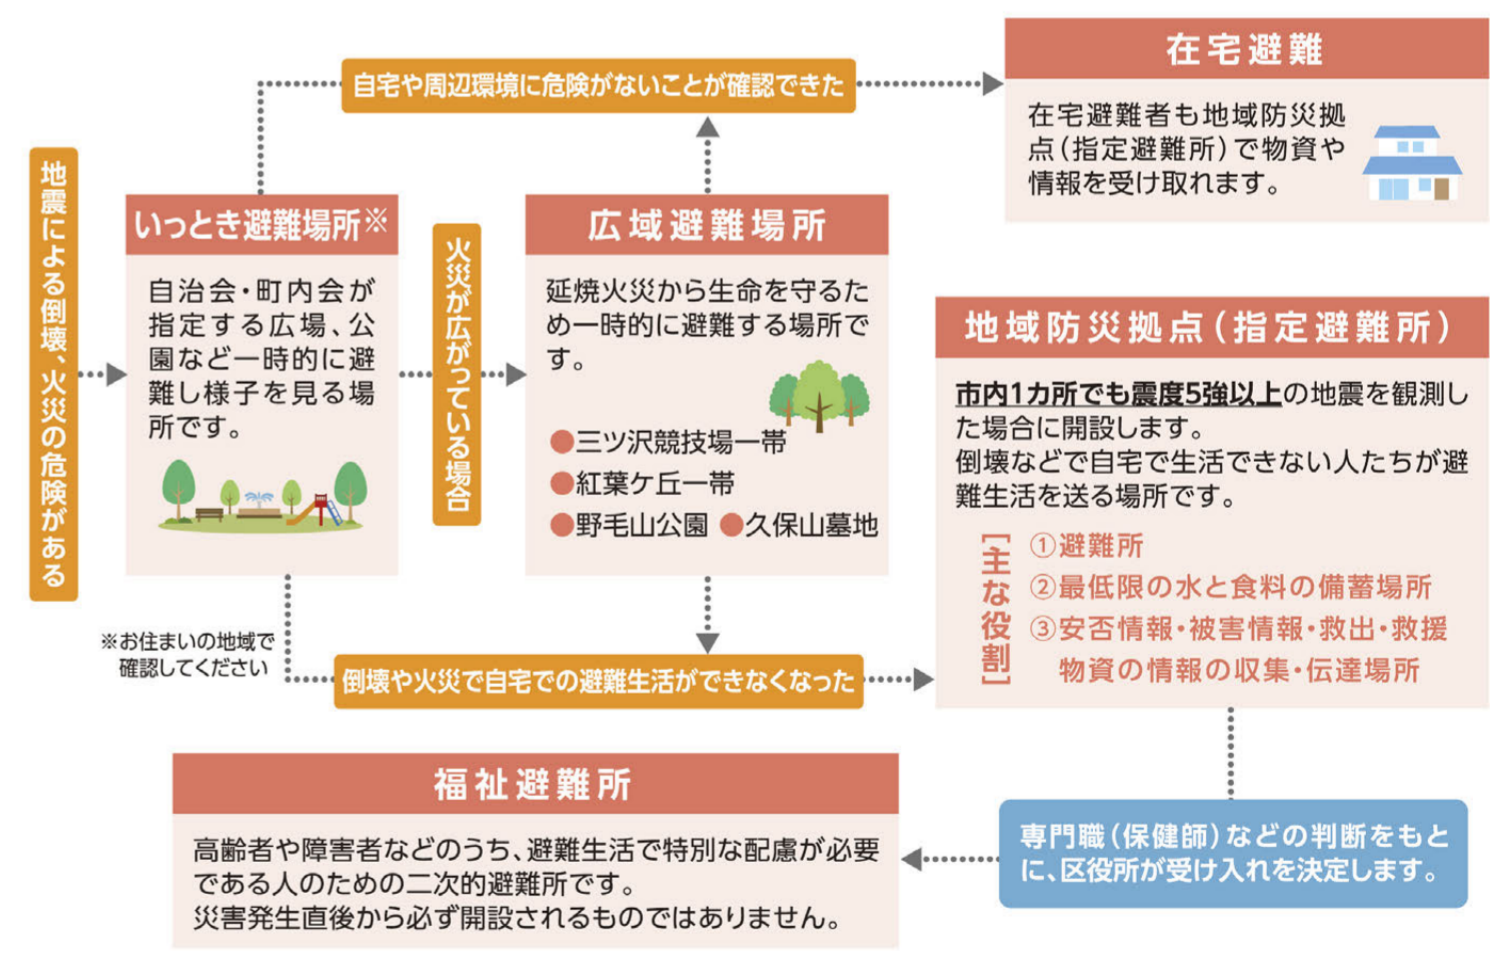 地震による倒壊、火災の危険がある
いっとき避難場所※
自治会・町内会が
指定する広場、公
園など一時的に避
難し様子を見る場
所です。
※お住まいの地域で
確認してください
火災が広がっている場合
広域避難場所
延焼火災から生命を守るた
め一時的に避難する場所で
す。
●三ツ沢競技場一帯
●紅葉ケ丘一帯
●野毛山公園 ●久保山墓地
自宅や周辺環境に危険がないことが確認できた
在宅避難
在宅避難者も地域防災拠
点（指定避難所）で物資や
情報を受け取れます。
倒壊や火災で自宅での避難生活ができなくなった
地域防災拠点（指定避難所）
市内1カ所でも震度5強以上の地震を観測し
た場合に開設します。
倒壊などで自宅で生活できない人たちが避
難生活を送る場所です。
［主な役割］
①避難所
②最低限の水と食料の備蓄場所
③安否情報・被害情報・救出・救援
物資の情報の収集・伝達場所
専門職（保健師）などの判断をもと
に、区役所が受け入れを決定します。
福祉避難所
高齢者や障害者などのうち、避難生活で特別な配慮が必要
である人のための二次的避難所です。
災害発生直後から必ず開設されるものではありません。